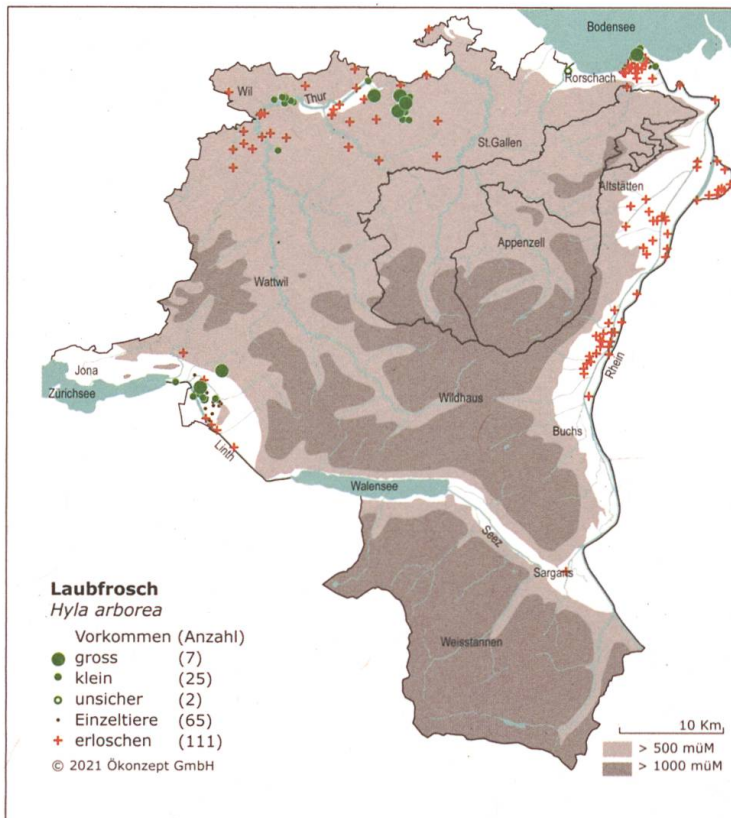 Bodensee
Rorschach
Wil
Thur
St.Gallen
Altstätten
Appenzell
Wattwil
Rhein
Jona
Zürichsee
Wildhaus
Buchs
Linth
Walensee
Seez
Sargans
Weisstannen
Laubfrosch
Hyla arborea
Vorkommen (Anzahl)
gross (7)
klein (25)
unsicher (2)
Einzeltiere (65)
erloschen (111)
© 2021 Ökonzept GmbH
10 Km
> 500 müM
> 1000 müM